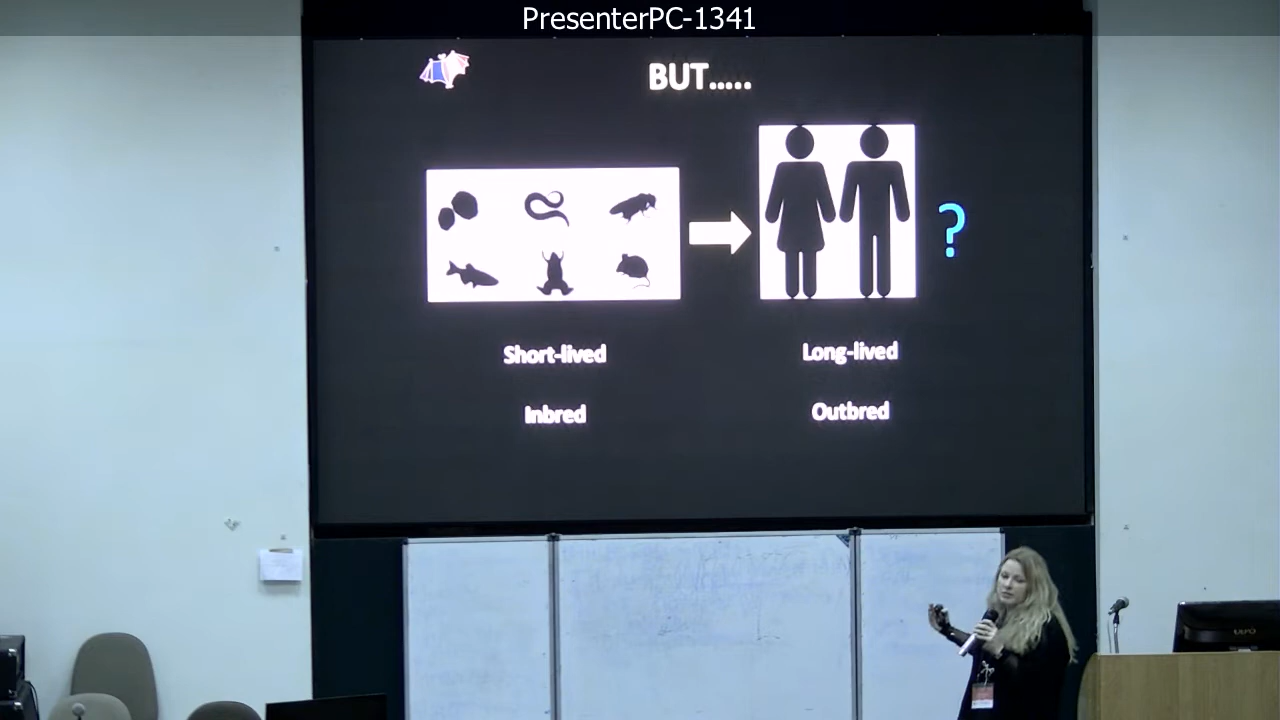 PresenterPC-1341
BUT.....
?
Short-lived
Long-lived
Inbred
Outbred